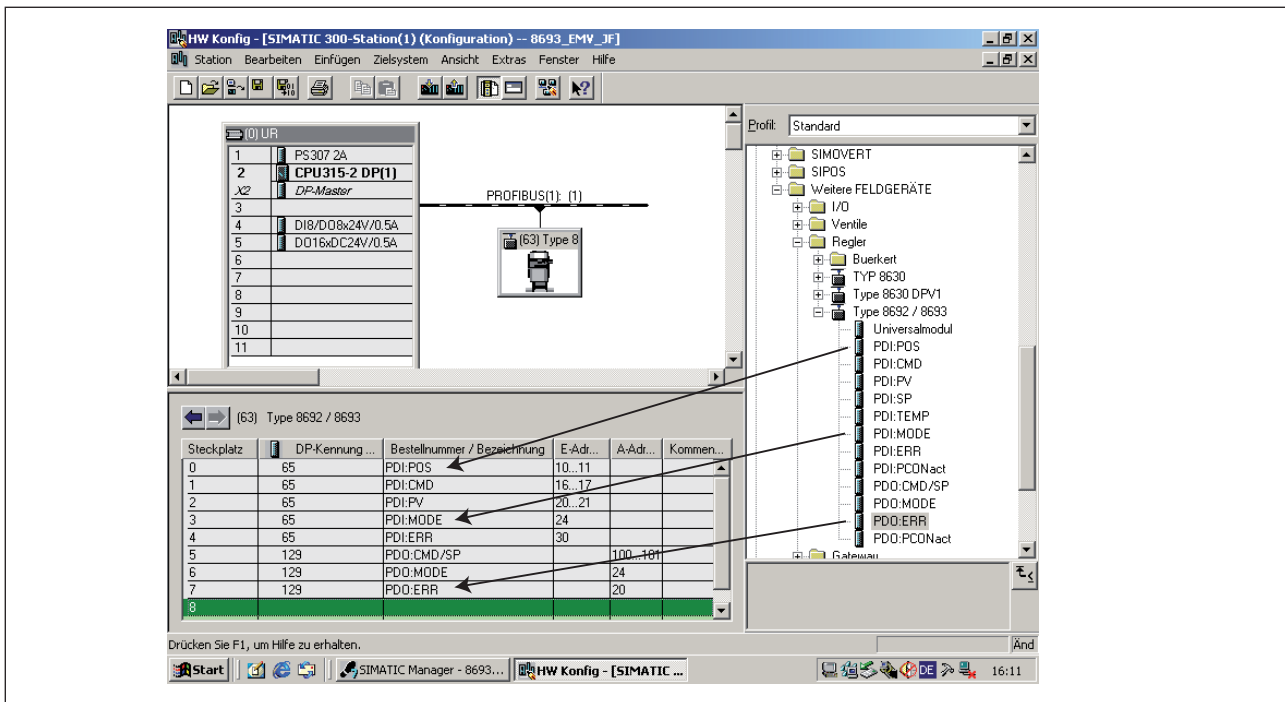 HW Konfig - [SIMATIC 300-Station(1) (Konfiguration) -- 8693_EMV_JF]
Station Bearbeiten Einfügen Zielsystem Ansicht Extras Fenster Hilfe
(0) UR
1 PS307 2A
2 CPU315-2 DP(1)
X2 DP-Master
3
4 DI8/DO8x24V/0.5A
5 DO16xDC24V/0.5A
6
7
8
9
10
11
PROFIBUS(1): (1)
(63) Type 8
Profil: Standard
SIMOVERT
SIPOS
Weitere FELDGERÄTE
I/O
Ventile
Regler
Buerkert
TYP 8630
Type 8630 DPV1
Type 8692 / 8693
Universalmodul
PDI:POS
PDI:CMD
PDI:PV
PDI:SP
PDI:TEMP
PDI:MODE
PDI:ERR
PDI:PCONact
PDO:CMD/SP
PDO:MODE
PDO:ERR
PDO:PCONact
Gateway
(63) Type 8692 / 8693
Steckplatz DP-Kennung ... Bestellnummer / Bezeichnung E-Adr... A-Adr... Kommen...
0 65 PDI:POS 10...11
1 65 PDI:CMD 16...17
2 65 PDI:PV 20...21
3 65 PDI:MODE 24
4 65 PDI:ERR 30
5 129 PDO:CMD/SP 100...101
6 129 PDO:MODE 24
7 129 PDO:ERR 20
8
Drücken Sie F1, um Hilfe zu erhalten.
Änd
Start
SIMATIC Manager - 8693...
HW Konfig - [SIMATIC ...
DE
16:11